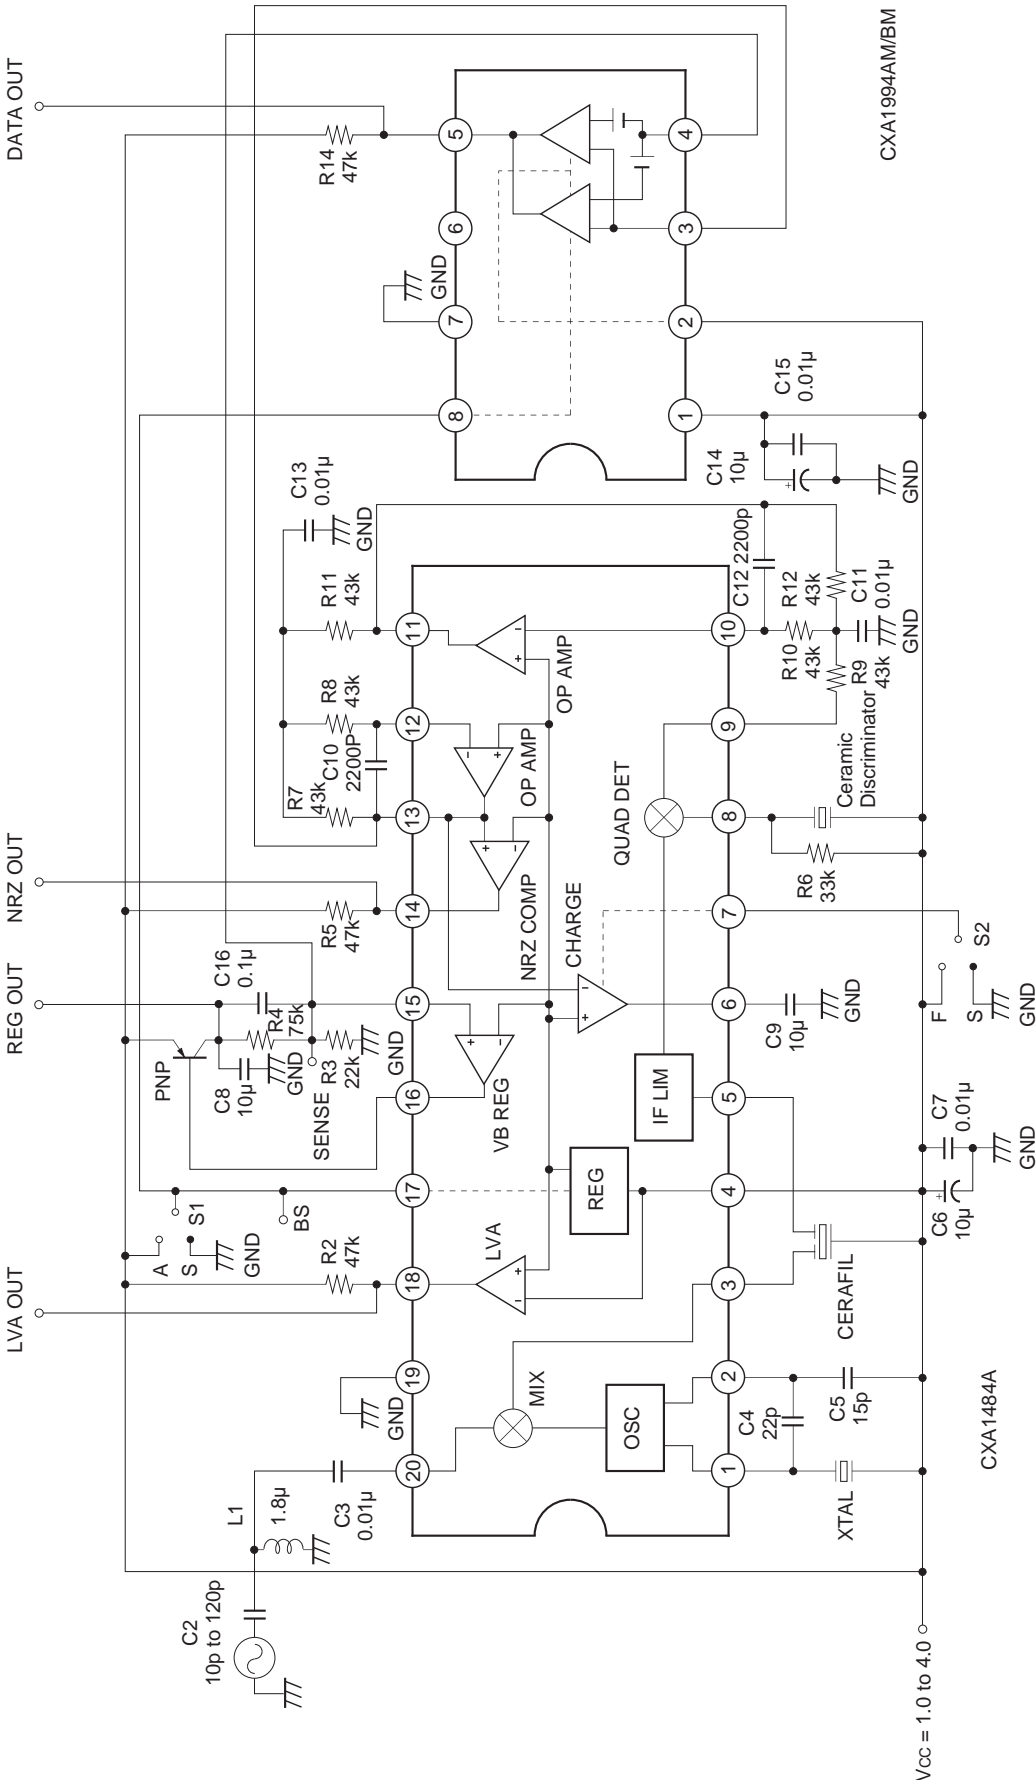 LVA OUT
REG OUT
NRZ OUT
DATA OUT
C2
10p to 120p
L1
1.8μ
C3
0.01μ
GND
A
S
S1
GND
BS
R2
47k
PNP
C8
10μ
GND
C16
0.1μ
R4
75k
SENSE
R3
22k
GND
R5
47k
R7
43k
C10
2200P
R8
43k
R11
43k
C13
0.01μ
GND
GND
R14
47k
20
19
18
17
16
15
14
13
12
11
8
7
6
5
MIX
OSC
LVA
+
−
REG
VB REG
+
−
IF LIM
CHARGE
+
−
NRZ COMP
+
−
QUAD DET
OP AMP
−
+
OP AMP
+
−
1
2
3
4
5
6
7
8
9
10
1
2
3
4
XTAL
C4
22p
C5
15p
CERAFIL
C6
+
10μ
C7
0.01μ
GND
C9
10μ
GND
F
S
S2
GND
R6
33k
Ceramic
Discriminator
R9
43k
R10
43k
R12
43k
C11
0.01μ
GND
C12 2200p
C14
10μ
+
C15
0.01μ
GND
VCC = 1.0 to 4.0
CXA1484A
CXA1994AM/BM